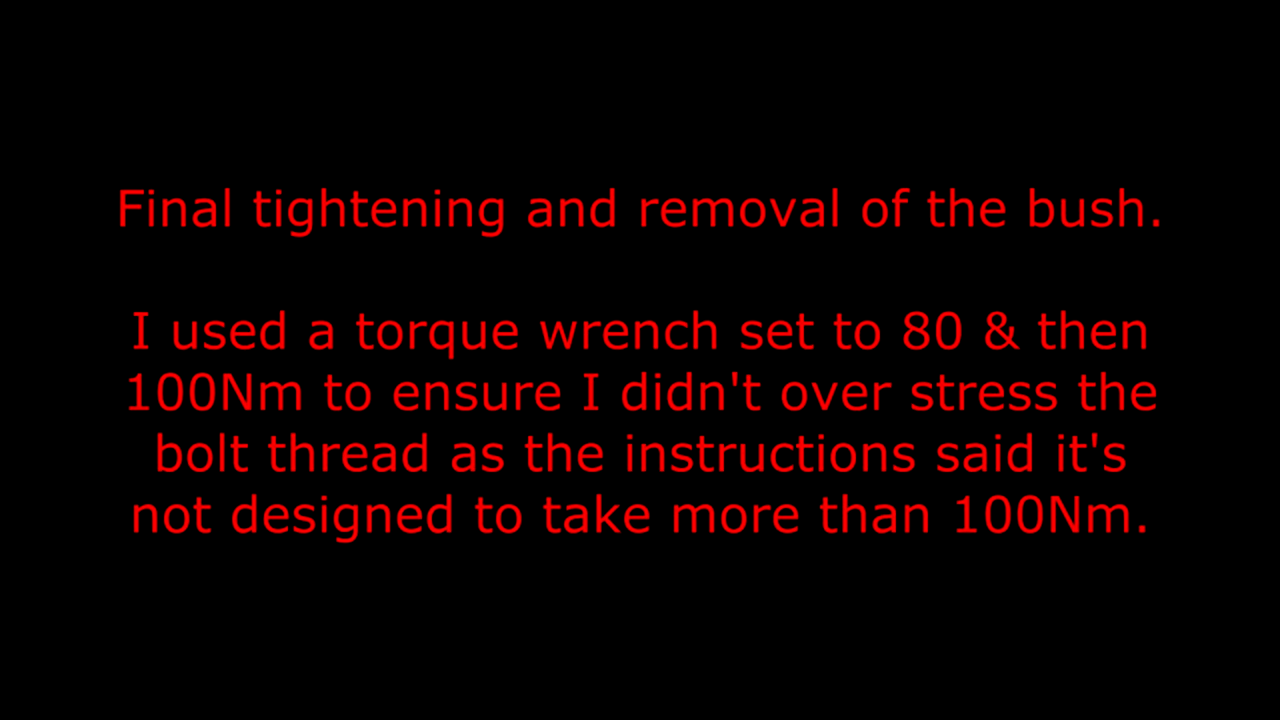 Final tightening and removal of the bush.
I used a torque wrench set to 80 & then
100Nm to ensure I didn't over stress the
bolt thread as the instructions said it's
not designed to take more than 100Nm.